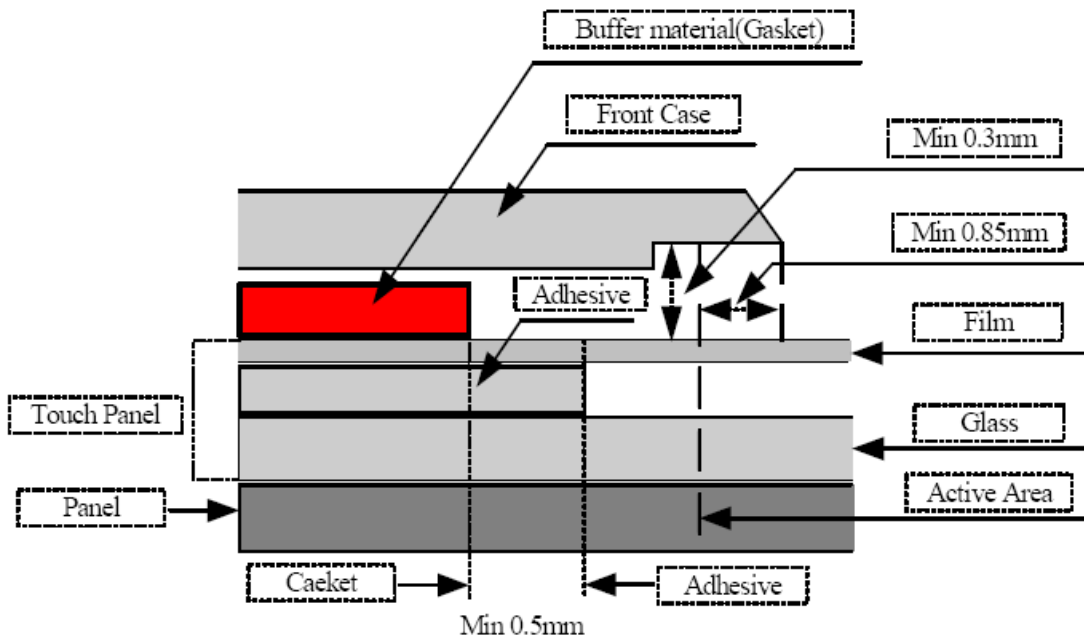 Buffer material(Gasket)
Front Case
Min 0.3mm
Min 0.85mm
Adhesive
Film
Touch Panel
Glass
Panel
Active Area
Caeket
Adhesive
Min 0.5mm